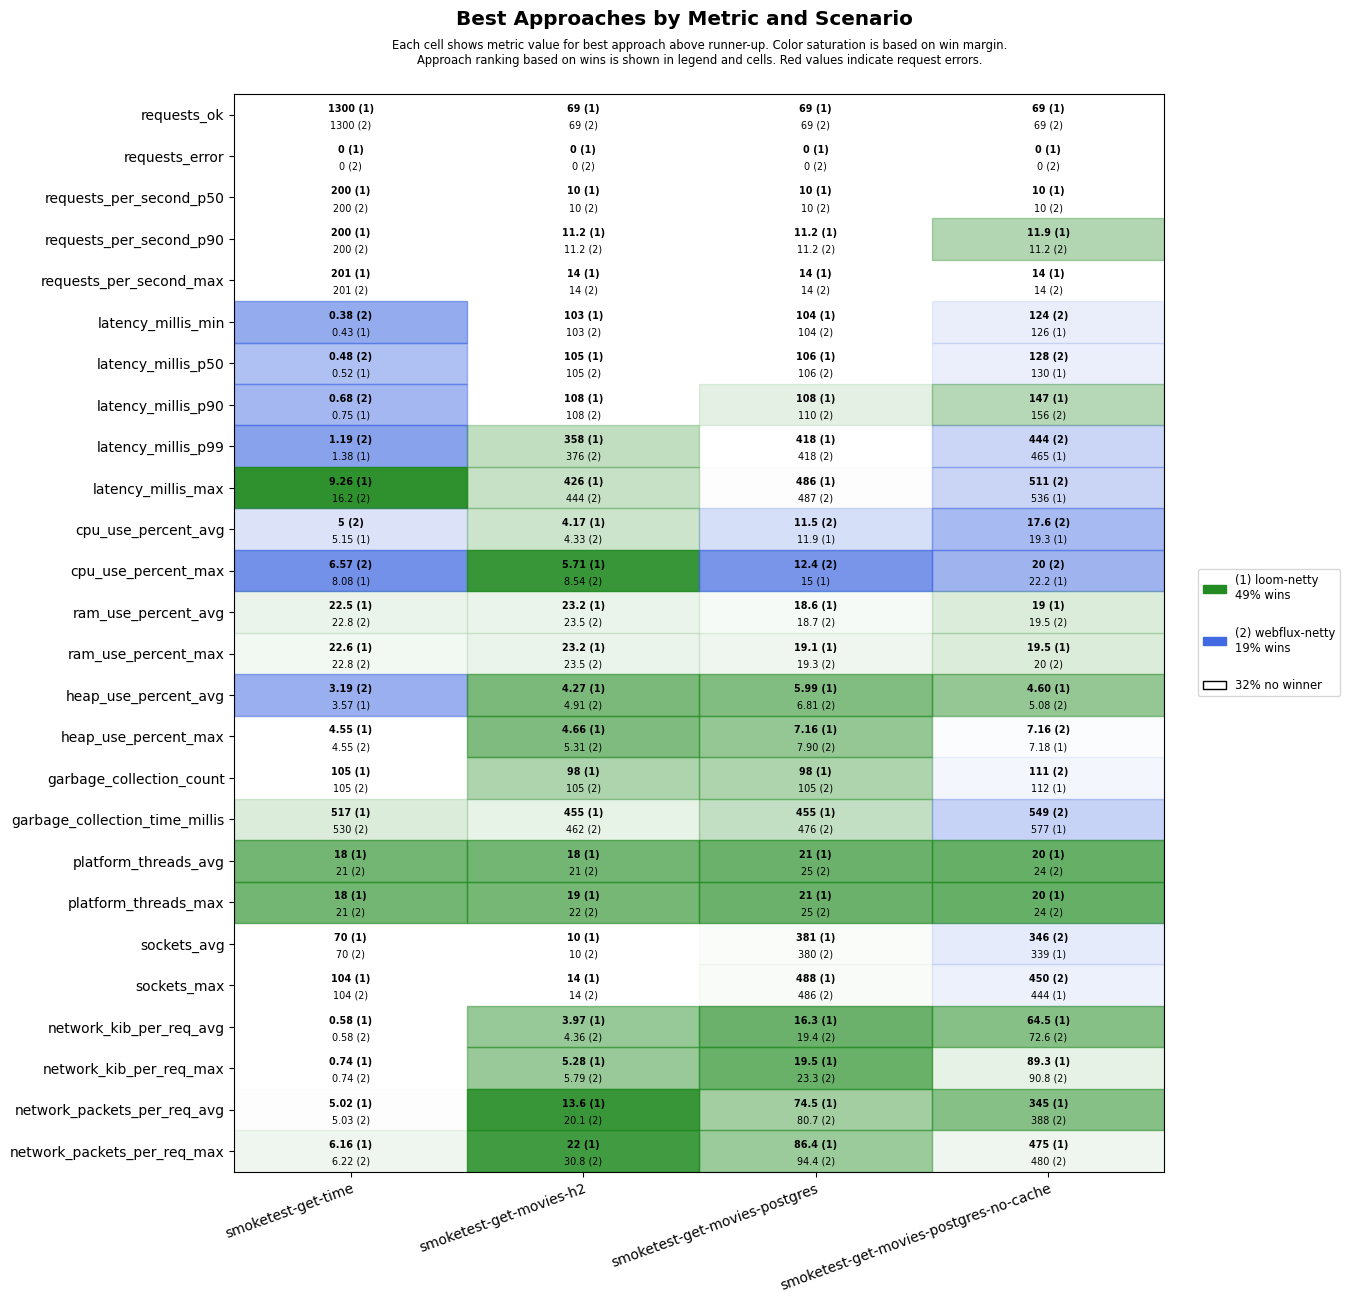 Best Approaches by Metric and Scenario
Each cell shows metric value for best approach above runner-up. Color saturation is based on win margin.
Approach ranking based on wins is shown in legend and cells. Red values indicate request errors.
requests_ok
1300 (1) 69 (1) 69 (1) 69 (1)
1300 (2) 69 (2) 69 (2) 69 (2)
requests_error
0 (1) 0 (1) 0 (1) 0 (1)
0 (2) 0 (2) 0 (2) 0 (2)
requests_per_second_p50
200 (1) 10 (1) 10 (1) 10 (1)
200 (2) 10 (2) 10 (2) 10 (2)
requests_per_second_p90
200 (1) 11.2 (1) 11.2 (1) 11.9 (1)
200 (2) 11.2 (2) 11.2 (2) 11.2 (2)
requests_per_second_max
201 (1) 14 (1) 14 (1) 14 (1)
201 (2) 14 (2) 14 (2) 14 (2)
latency_millis_min
0.38 (2) 103 (1) 104 (1) 124 (2)
0.43 (1) 103 (2) 104 (2) 126 (1)
latency_millis_p50
0.48 (2) 105 (1) 106 (1) 128 (2)
0.52 (1) 105 (2) 106 (2) 130 (1)
latency_millis_p90
0.68 (2) 108 (1) 108 (1) 147 (1)
0.75 (1) 108 (2) 110 (2) 156 (2)
latency_millis_p99
1.19 (2) 358 (1) 418 (1) 444 (2)
1.38 (1) 376 (2) 418 (2) 465 (1)
latency_millis_max
9.26 (1) 426 (1) 486 (1) 511 (2)
16.2 (2) 444 (2) 487 (2) 536 (1)
cpu_use_percent_avg
5 (2) 4.17 (1) 11.5 (2) 17.6 (2)
5.15 (1) 4.33 (2) 11.9 (1) 19.3 (1)
cpu_use_percent_max
6.57 (2) 5.71 (1) 12.4 (2) 20 (2)
8.08 (1) 8.54 (2) 15 (1) 22.2 (1)
ram_use_percent_avg
22.5 (1) 23.2 (1) 18.6 (1) 19 (1)
22.8 (2) 23.5 (2) 18.7 (2) 19.5 (2)
ram_use_percent_max
22.6 (1) 23.2 (1) 19.1 (1) 19.5 (1)
22.8 (2) 23.5 (2) 19.3 (2) 20 (2)
heap_use_percent_avg
3.19 (2) 4.27 (1) 5.99 (1) 4.60 (1)
3.57 (1) 4.91 (2) 6.81 (2) 5.08 (2)
heap_use_percent_max
4.55 (1) 4.66 (1) 7.16 (1) 7.16 (2)
4.55 (2) 5.31 (2) 7.90 (2) 7.18 (1)
garbage_collection_count
105 (1) 98 (1) 98 (1) 111 (2)
105 (2) 105 (2) 105 (2) 112 (1)
garbage_collection_time_millis
517 (1) 455 (1) 455 (1) 549 (2)
530 (2) 462 (2) 476 (2) 577 (1)
platform_threads_avg
18 (1) 18 (1) 21 (1) 20 (1)
21 (2) 21 (2) 25 (2) 24 (2)
platform_threads_max
18 (1) 19 (1) 21 (1) 20 (1)
21 (2) 22 (2) 25 (2) 24 (2)
sockets_avg
70 (1) 10 (1) 381 (1) 346 (2)
70 (2) 10 (2) 380 (2) 339 (1)
sockets_max
104 (1) 14 (1) 488 (1) 450 (2)
104 (2) 14 (2) 486 (2) 444 (1)
network_kib_per_req_avg
0.58 (1) 3.97 (1) 16.3 (1) 64.5 (1)
0.58 (2) 4.36 (2) 19.4 (2) 72.6 (2)
network_kib_per_req_max
0.74 (1) 5.28 (1) 19.5 (1) 89.3 (1)
0.74 (2) 5.79 (2) 23.3 (2) 90.8 (2)
network_packets_per_req_avg
5.02 (1) 13.6 (1) 74.5 (1) 345 (1)
5.03 (2) 20.1 (2) 80.7 (2) 388 (2)
network_packets_per_req_max
6.16 (1) 22 (1) 86.4 (1) 475 (1)
6.22 (2) 30.8 (2) 94.4 (2) 480 (2)
smoketest-get-time
smoketest-get-movies-h2
smoketest-get-movies-postgres
smoketest-get-movies-postgres-no-cache
(1) loom-netty
49% wins
(2) webflux-netty
19% wins
32% no winner